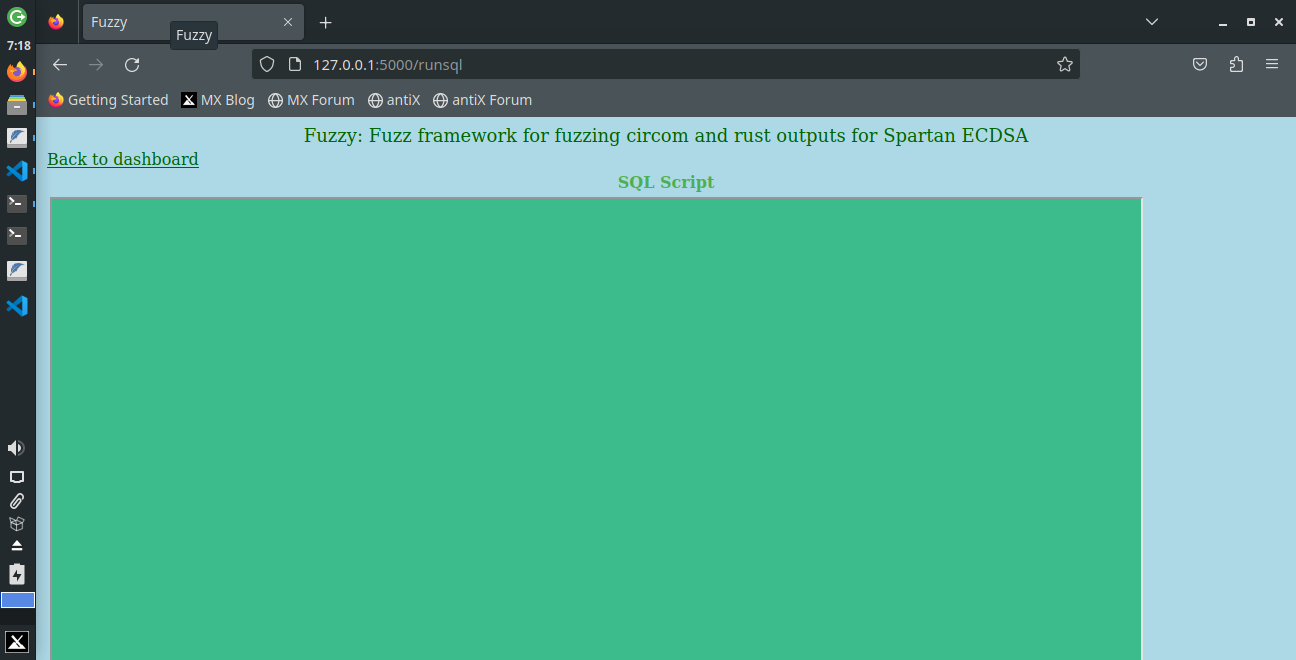 Fuzzy
Fuzzy
7:18
127.0.0.1:5000/runsql
Getting Started MX Blog MX Forum antiX antiX Forum
Fuzzy: Fuzz framework for fuzzing circom and rust outputs for Spartan ECDSA
Back to dashboard
SQL Script